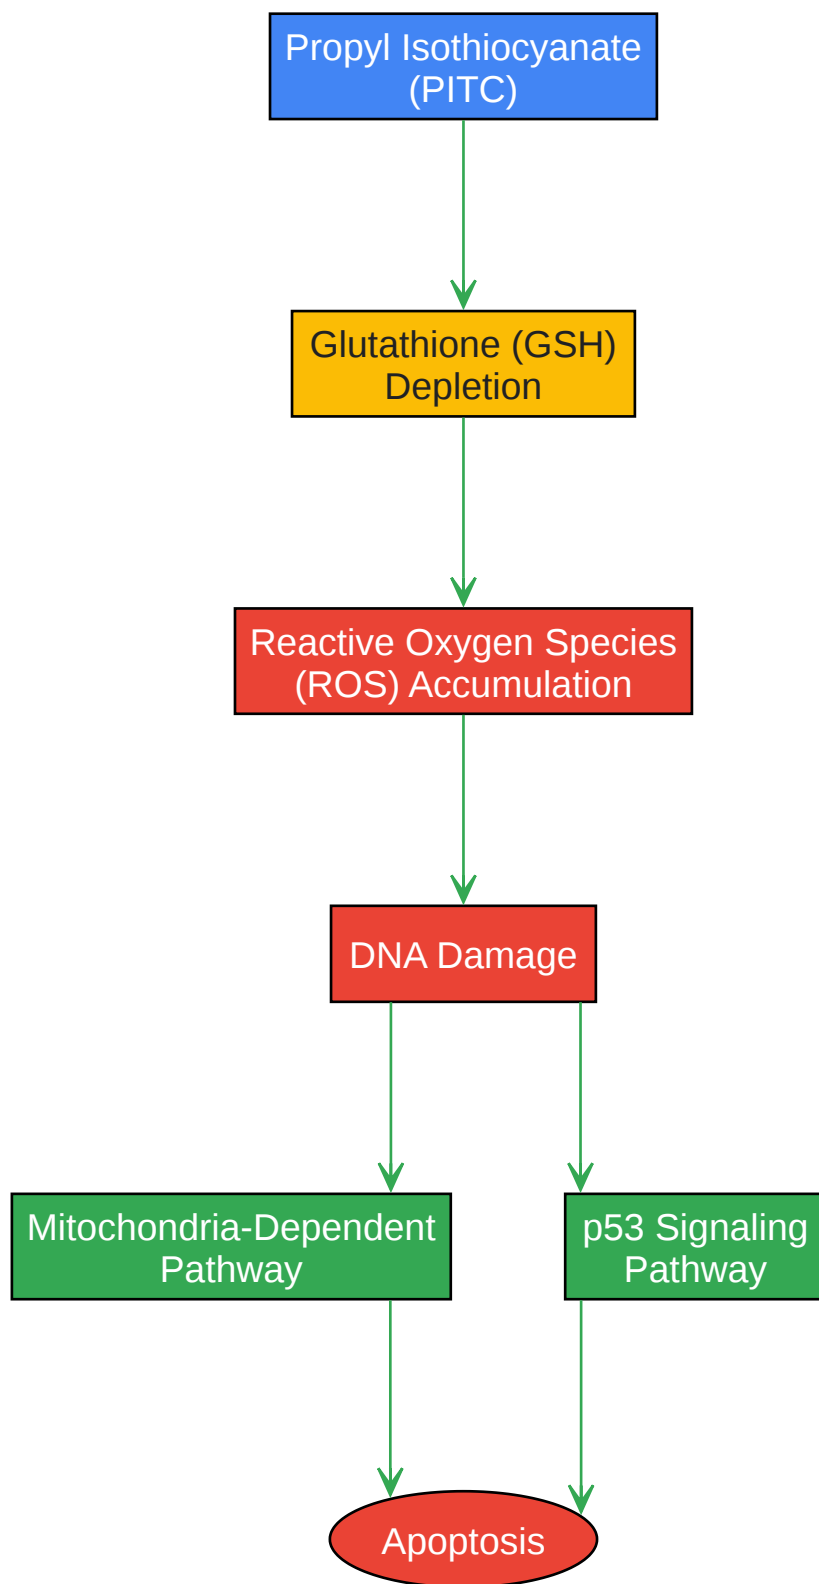 Propyl Isothiocyanate
(PITC)
Glutathione (GSH)
Depletion
Reactive Oxygen Species
(ROS) Accumulation
DNA Damage
Mitochondria-Dependent
Pathway
p53 Signaling
Pathway
Apoptosis